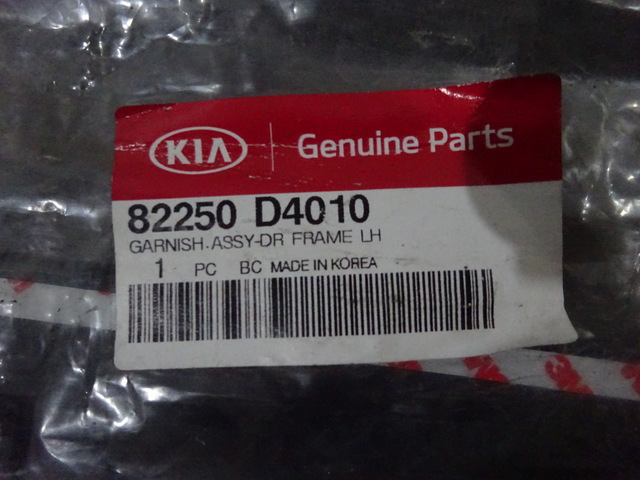 KIA Genuine Parts
82250 D4010
GARNISH.ASSY-DR FRAME LH
1 PC BC MADE IN KOREA